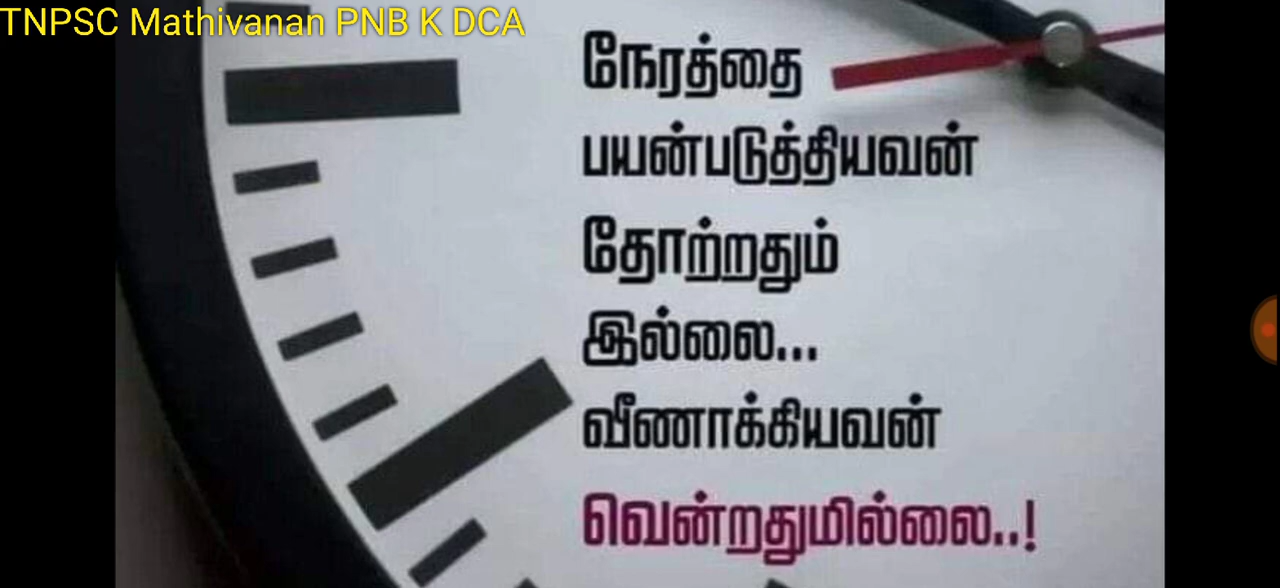 TNPSC Mathivanan PNB K DCA
நேரத்தை
பயன்படுத்தியவன்
தோற்றதும்
இல்லை...
வீணாக்கியவன்
வென்றதுமில்லை..!